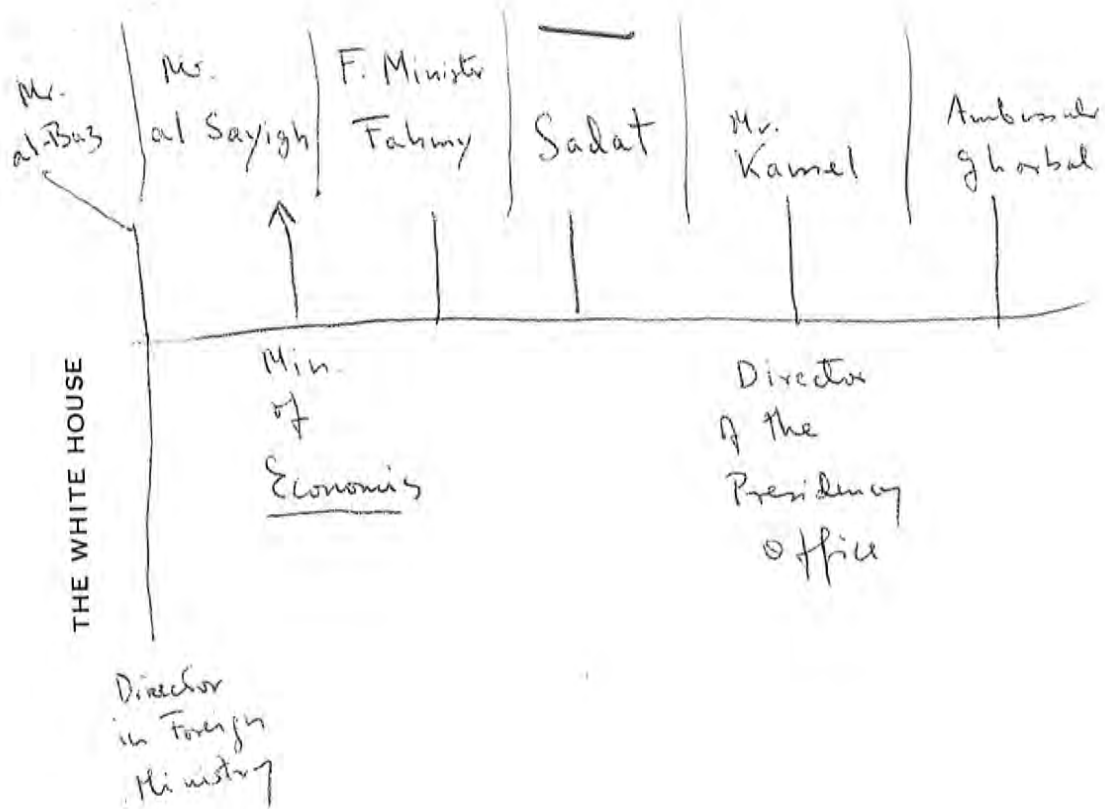 Mr.
al-Baz
Mr.
al Sayigh
F. Minister
Fahmy
Sadat
Mr.
Kamel
Ambassador
Ghorbal
THE WHITE HOUSE
Min.
of
Economics
Director
of the
Presidency
office
Director
in Foreign
Ministry